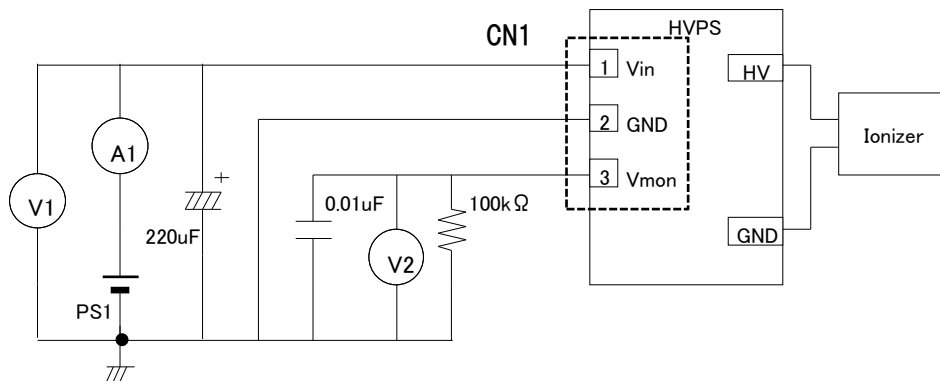 CN1
HVPS
1 Vin
HV
2 GND
Ionizer
A1
3 Vmon
V1
+
0.01uF
100kΩ
220uF
V2
GND
PS1